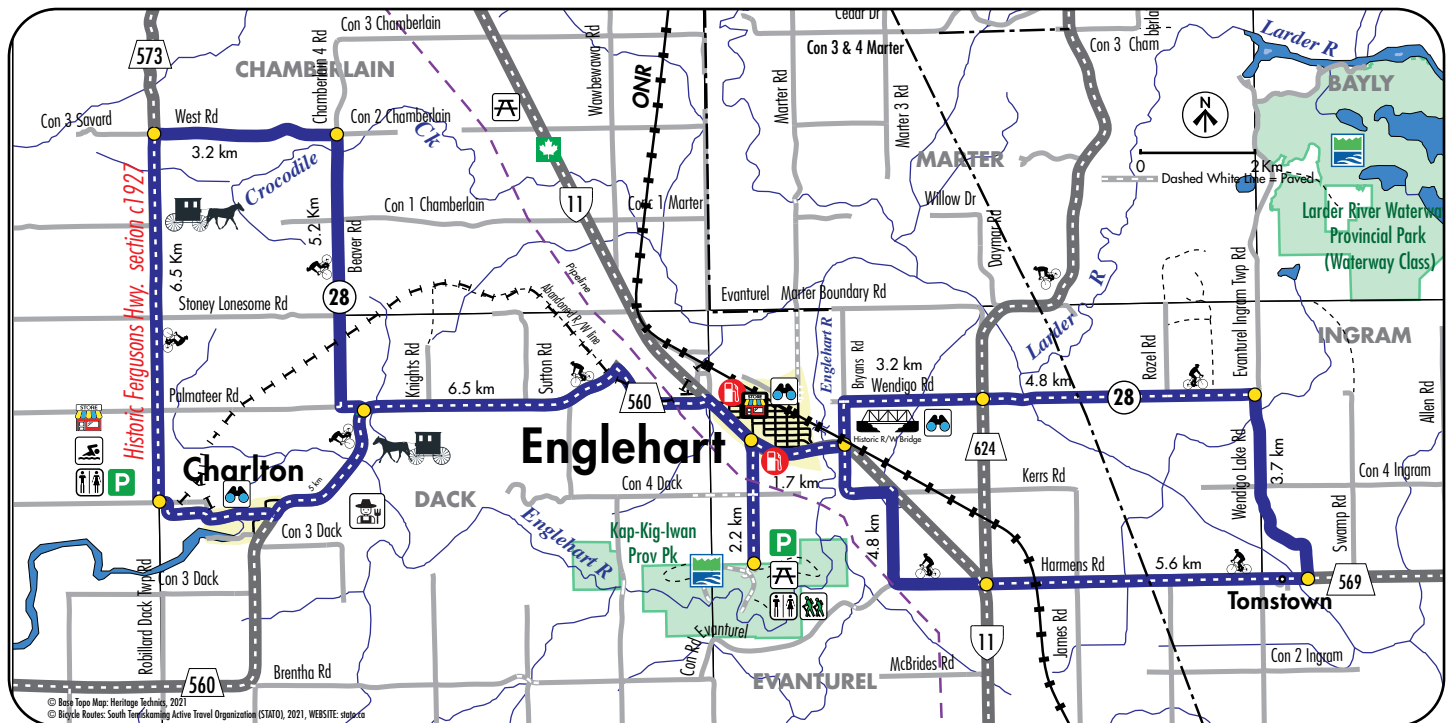 Con 3 Chamberlain
Cedar Dr
Larder R
573
Chamberlain 4 Rd
Wawbewawa Rd
ONR
Con 3 & 4 Marter
Con 3 Cham
CHAMBERLAIN
Marter Rd
Marter 3 Rd
BAYLY
N
Con 3 Savard
West Rd
Con 2 Chamberlain
Ck
3.2 km
MARTER
0
2Km
Dashed White Line = Paved
Crocodile
Historic Fergusons Hwy. section c1927
Con 1 Chamberlain
11
Conc 1 Marter
Willow Dr
Larder River Waterwa
Provincial Park
(Waterway Class)
5.2 Km
Beaver Rd
Daymar Rd
6.5 Km
Pipeline
Larder R
Evanturel Ingram Twp Rd
28
Stoney Lonesome Rd
Abandoned R/W line
Evanturel Marter Boundary Rd
INGRAM
Englehart R
Knights Rd
Sutton Rd
Bryans Rd
3.2 km
Wendigo Rd
4.8 km
Rozel Rd
28
Palmateer Rd
6.5 km
560
Allen Rd
STORE
STORE
Englehart
Historic R/W Bridge
624
Wendigo Lake Rd
3.7 km
Charlton
P
5 km
DACK
Con 4 Dack
1.7 km
Kerrs Rd
Con 4 Ingram
Swamp Rd
Con 3 Dack
Englehart R
Kap-Kig-Iwan
Prov Pk
2.2 km
P
4.8 km
Con 3 Dack
Harmens Rd
5.6 km
569
Tomstown
Robillard Dack Twp Rd
Evanturel
Con Rd
11
James Rd
McBrides Rd
Con 2 Ingram
560
Brentha Rd
EVANTUREL
© Base Topo Map: Heritage Technics, 2021
© Bicycle Routes: South Temiskaming Active Travel Organization (STATO), 2021, WEBSITE: stato.ca